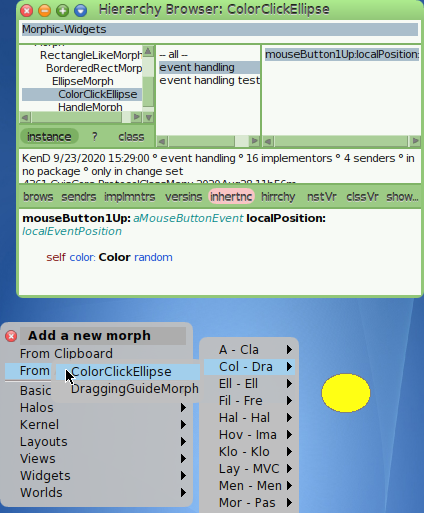 Hierarchy Browser: ColorClickEllipse
Morphic-Widgets
RectangleLikeMorph
BorderedRectMorp
EllipseMorph
ColorClickEllipse
HandleMorph
-- all --
event handling
event handling test
mouseButton1Up:localPosition:
instance ? class
KenD 9/23/2020 15:29:00 º event handling º 16 implementors º 4 senders º in
no package º only in change set
brows sendrs implmntrs versins inhertnc hirrchy nstVr clssVr show...
mouseButton1Up: aMouseButtonEvent localPosition:
localEventPosition
self color: Color random
Add a new morph
From Clipboard
From
ColorClickEllipse
DraggingGuideMorph
Basic
Halos
Kernel
Layouts
Views
Widgets
Worlds
A - Cla
Col - Dra
Ell - Ell
Fil - Fre
Hal - Hal
Hov - Ima
Klo - Klo
Lay - MVC
Men - Men
Mor - Pas